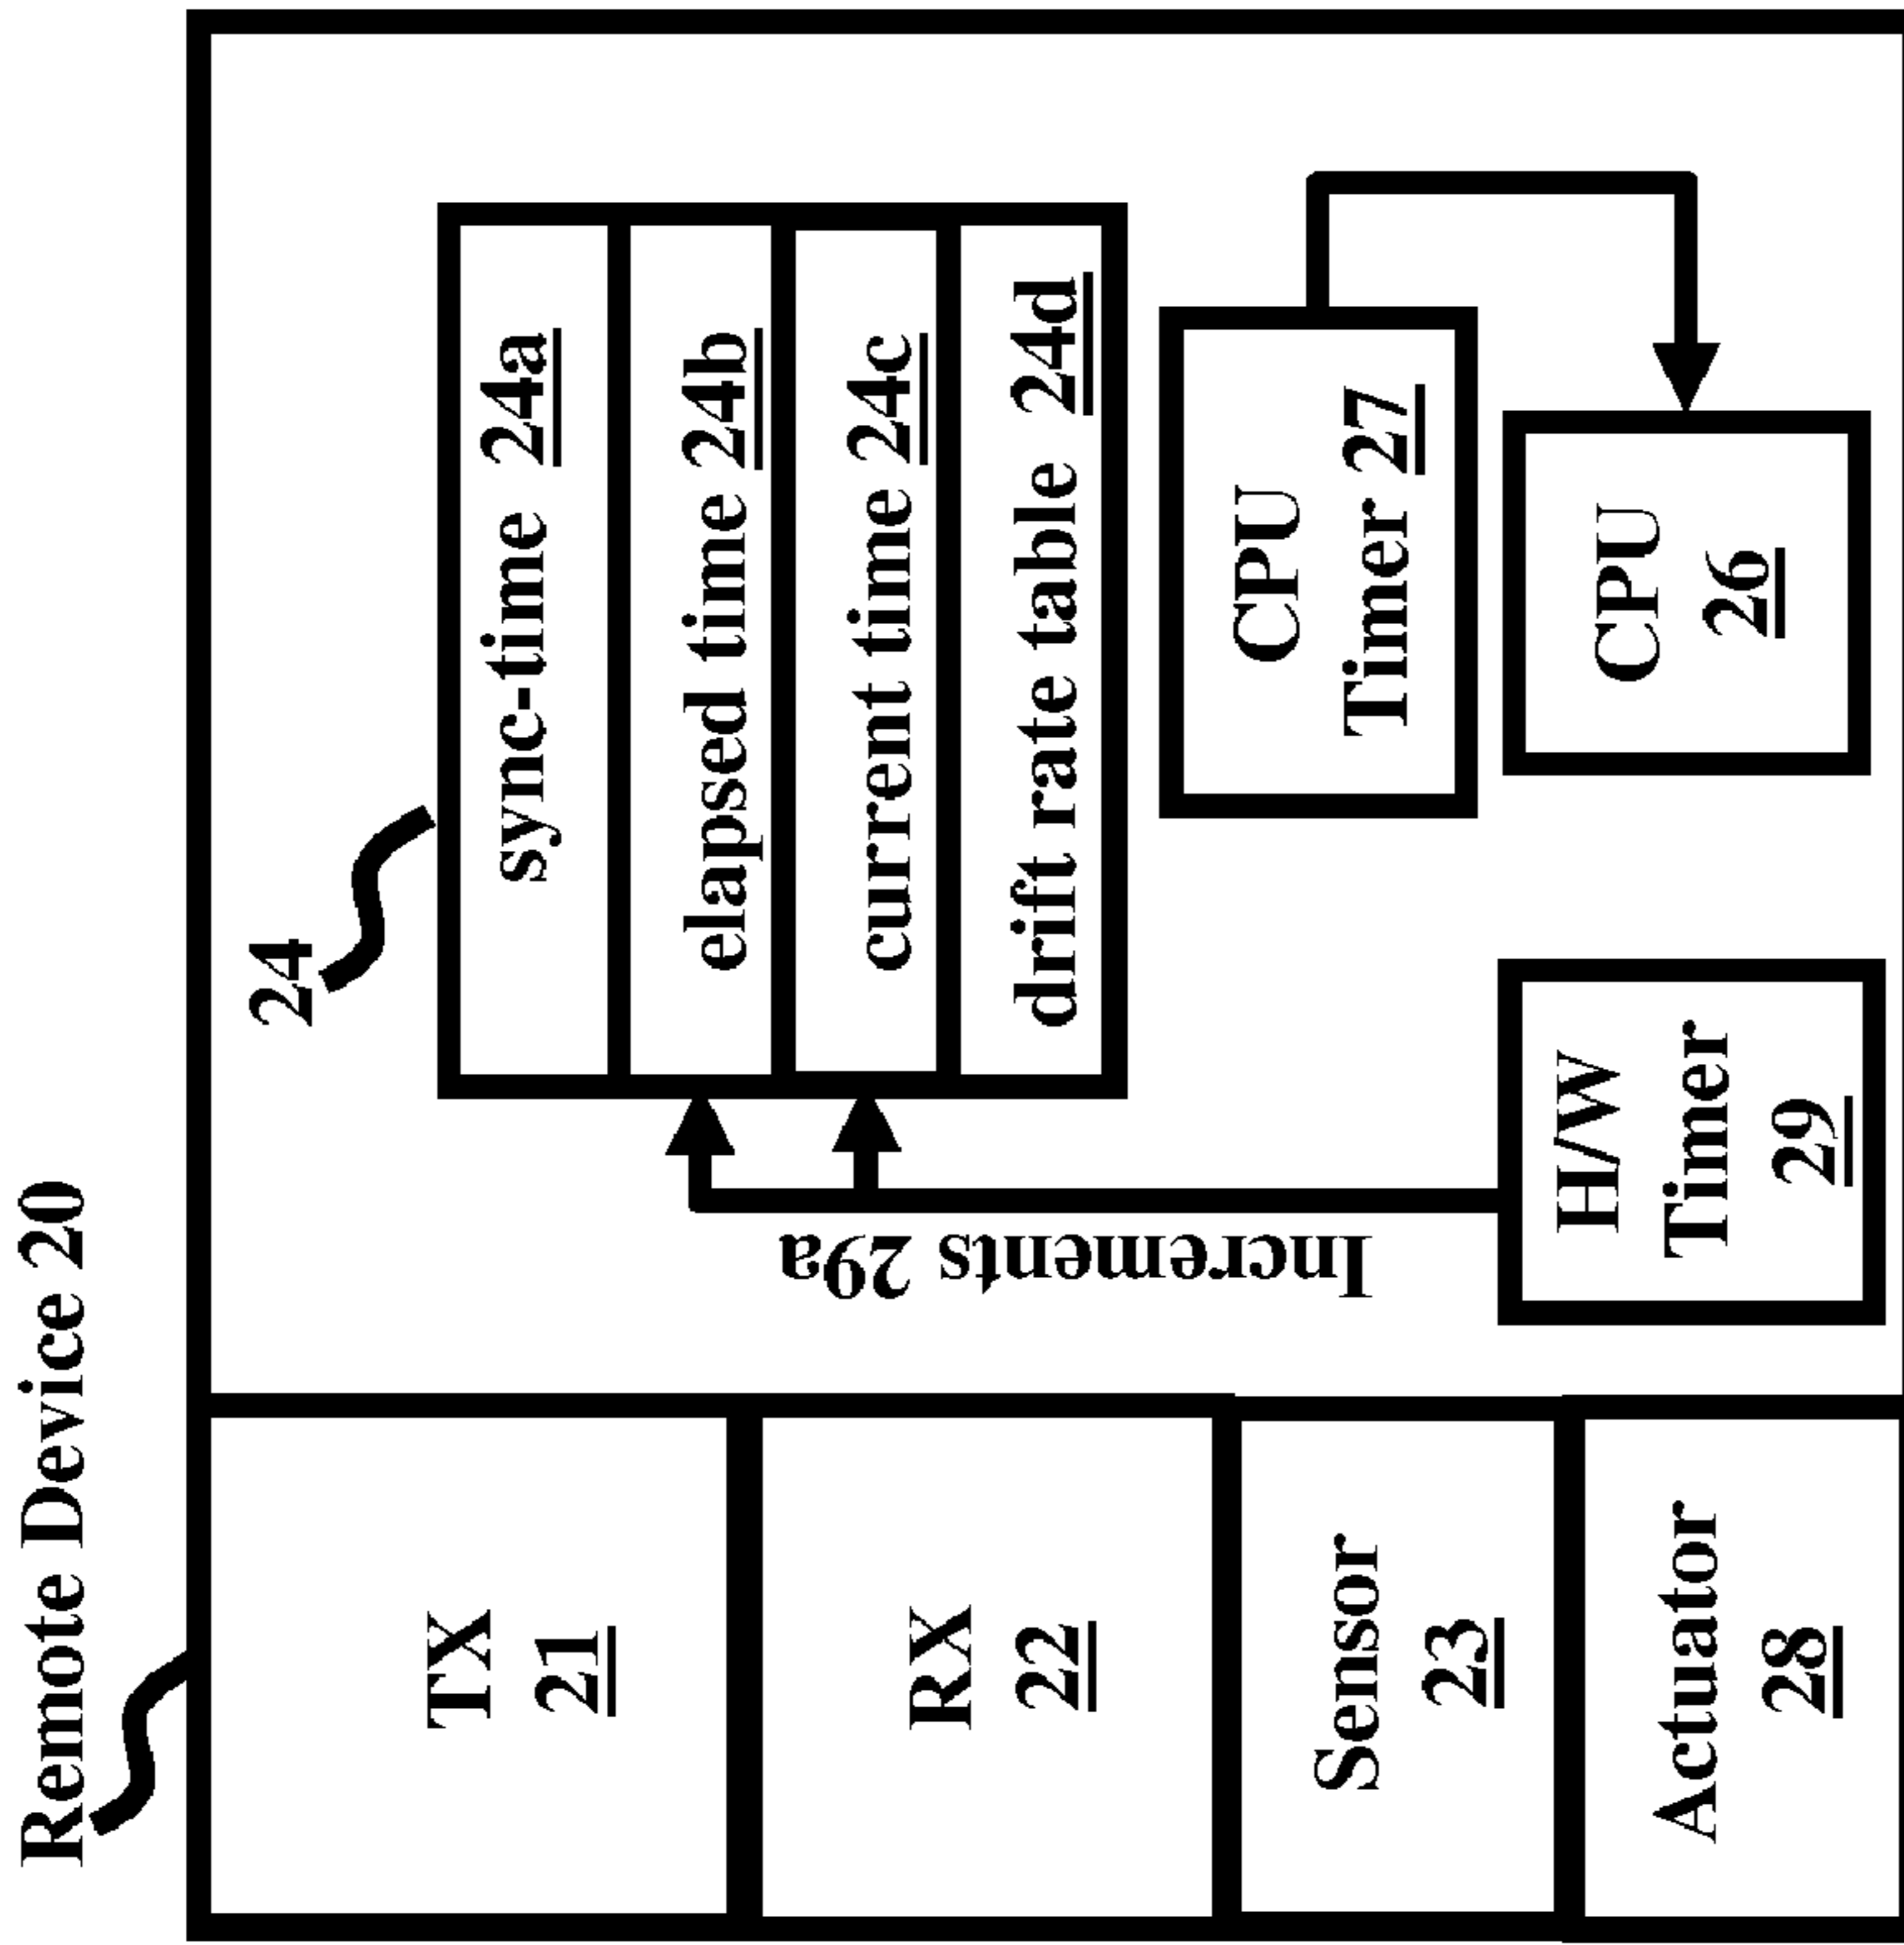 Remote Device 20
24
sync-time 24a
elapsed time 24b
current time 24c
drift rate table 24d
TX
21
RX
22
Sensor
23
Actuator
28
Increments 29a
H/W
Timer
29
CPU
Timer 27
CPU
26